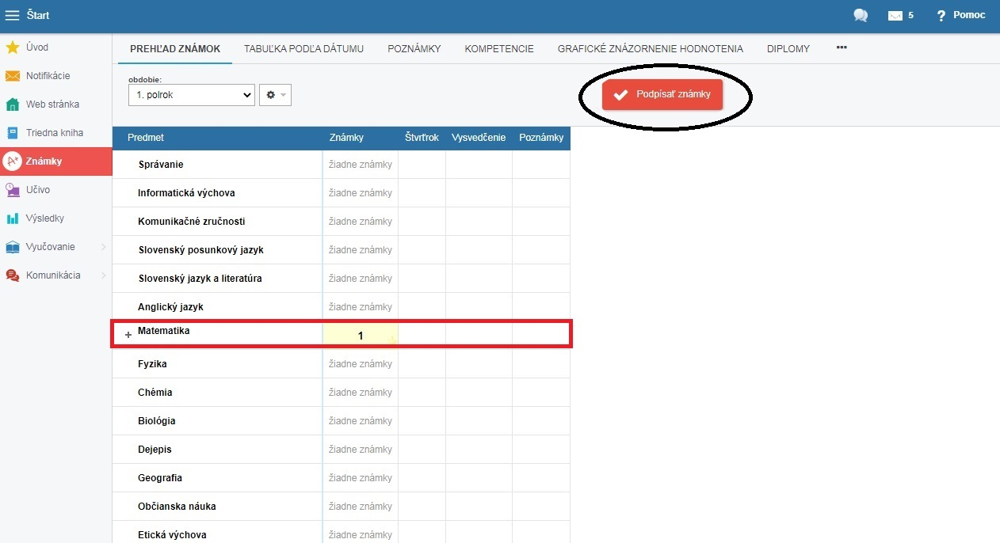 Štart
5
Pomoc
Úvod
Notifikácie
Web stránka
Triedna kniha
Známky
Učivo
Výsledky
Vyučovanie
Komunikácia
PREHĽAD ZNÁMOK TABUĽKA PODĽA DÁTUMU POZNÁMKY KOMPETENCIE GRAFICKÉ ZNÁZORNENIE HODNOTENIA DIPLOMY •••
obdobie:
1. polrok
Podpísať známky
Predmet Známky Štvrťrok Vysvedčenie Poznámky
Správanie žiadne známky
Informatická výchova žiadne známky
Komunikačné zručnosti žiadne známky
Slovenský posunkový jazyk žiadne známky
Slovenský jazyk a literatúra žiadne známky
Anglický jazyk žiadne známky
+ Matematika 1
Fyzika žiadne známky
Chémia žiadne známky
Biológia žiadne známky
Dejepis žiadne známky
Geografia žiadne známky
Občianska náuka žiadne známky
Etická výchova žiadne známky